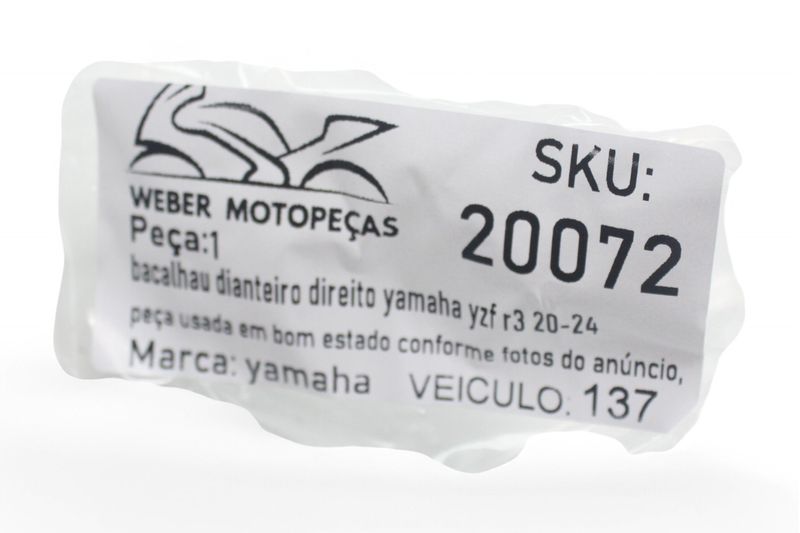 WEBER MOTOPEÇAS
SKU:
20072
Peça:1
bacalhau dianteiro direito yamaha yzf r3 20-24
peça usada em bom estado conforme fotos do anúncio,
Marca: yamaha VEICULO: 137